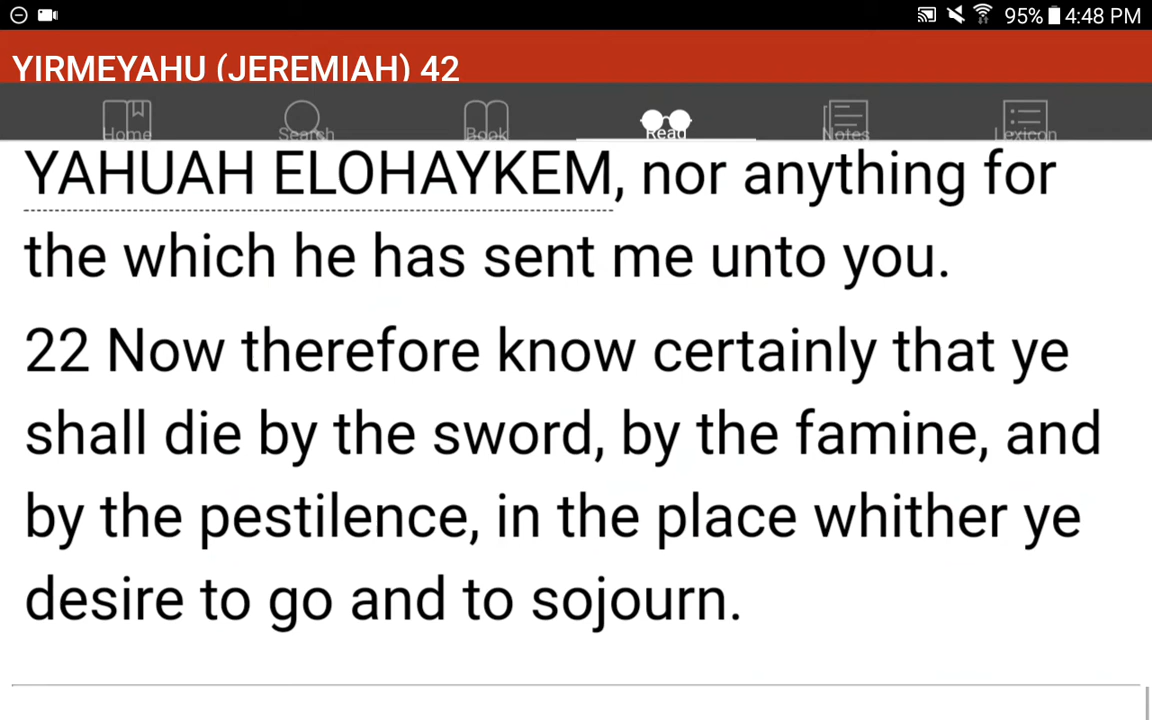 95% 4:48 PM
YIRMEYAHU (JEREMIAH) 42
Home Search Book Read Notes Lexicon
YAHUAH ELOHAYKEM, nor anything for
the which he has sent me unto you.
22 Now therefore know certainly that ye
shall die by the sword, by the famine, and
by the pestilence, in the place whither ye
desire to go and to sojourn.